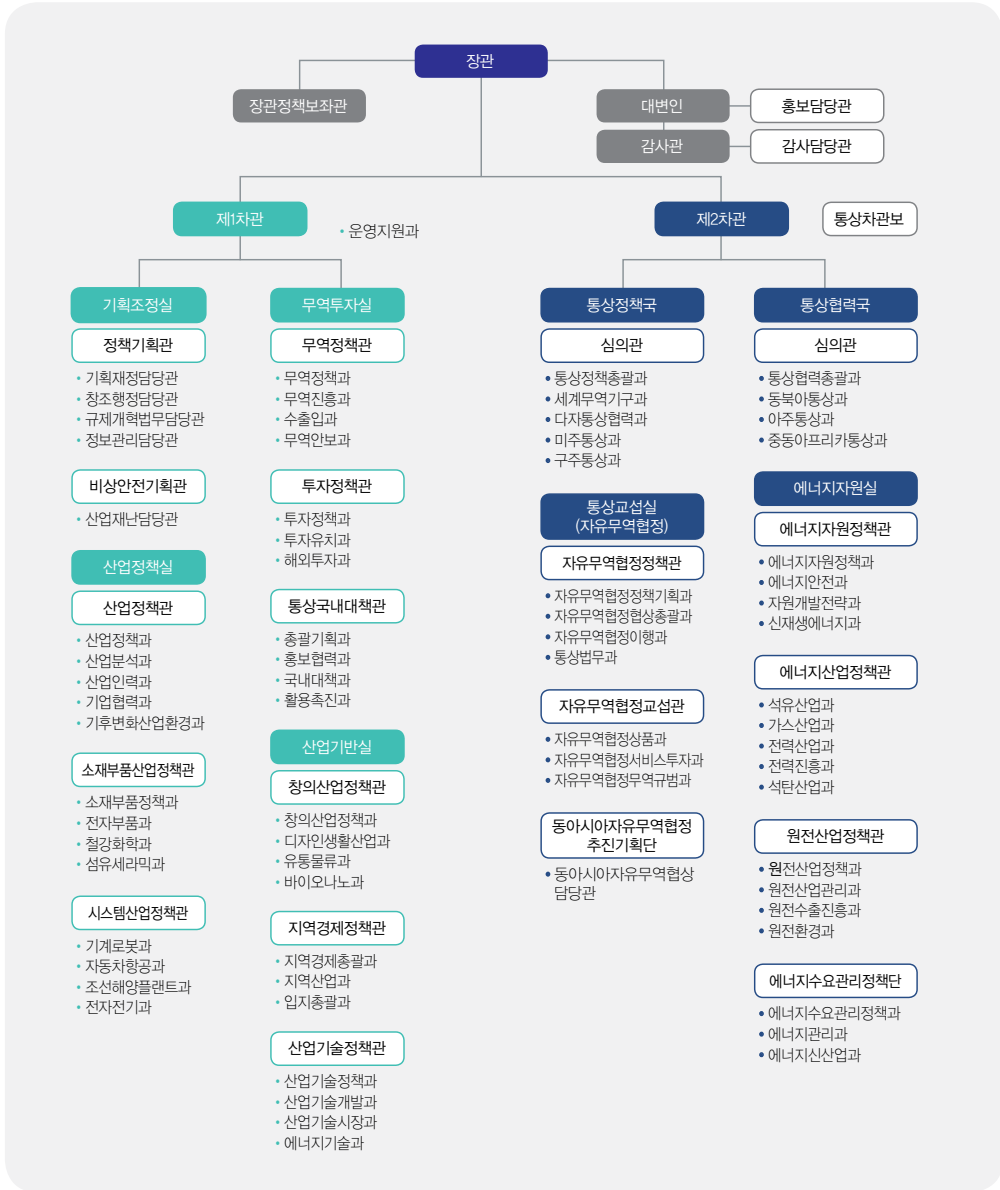 장관
장관정책보좌관
대변인
홍보담당관
감사관
감사담당관
제1차관
• 운영지원과
제2차관
통상차관보
기획조정실
정책기획관
• 기획재정담당관
• 창조행정담당관
• 규제개혁법무담당관
• 정보관리담당관
비상안전기획관
• 산업재난담당관
산업정책실
산업정책관
• 산업정책과
• 산업분석과
• 산업인력과
• 기업협력과
• 기후변화산업환경과
소재부품산업정책관
• 소재부품정책과
• 전자부품과
• 철강화학과
• 섬유세라믹과
시스템산업정책관
• 기계로봇과
• 자동차항공과
• 조선해양플랜트과
• 전자전기과
무역투자실
무역정책관
• 무역정책과
• 무역진흥과
• 수출입과
• 무역안보과
투자정책관
• 투자정책과
• 투자유치과
• 해외투자과
통상국내대책관
• 총괄기획과
• 홍보협력과
• 국내대책과
• 활용촉진과
산업기반실
창의산업정책관
• 창의산업정책과
• 디자인생활산업과
• 유통물류과
• 바이오나노과
지역경제정책관
• 지역경제총괄과
• 지역산업과
• 입지총괄과
산업기술정책관
• 산업기술정책과
• 산업기술개발과
• 산업기술시장과
• 에너지기술과
통상정책국
심의관
• 통상정책총괄과
• 세계무역기구과
• 다자통상협력과
• 미주통상과
• 구주통상과
통상교섭실
(자유무역협정)
자유무역협정정책관
• 자유무역협정정책기획과
• 자유무역협정협상총괄과
• 자유무역협정이행과
• 통상법무과
자유무역협정교섭관
• 자유무역협정상품과
• 자유무역협정서비스투자과
• 자유무역협정무역규범과
동아시아자유무역협정
추진기획단
• 동아시아자유무역협상
담당관
통상협력국
심의관
• 통상협력총괄과
• 동북아통상과
• 아주통상과
• 중동아프리카통상과
에너지자원실
에너지자원정책관
• 에너지자원정책과
• 에너지안전과
• 자원개발전략과
• 신재생에너지과
에너지산업정책관
• 석유산업과
• 가스산업과
• 전력산업과
• 전력진흥과
• 석탄산업과
원전산업정책관
• 원전산업정책과
• 원전산업관리과
• 원전수출진흥과
• 원전환경과
에너지수요관리정책단
• 에너지수요관리정책과
• 에너지관리과
• 에너지신산업과